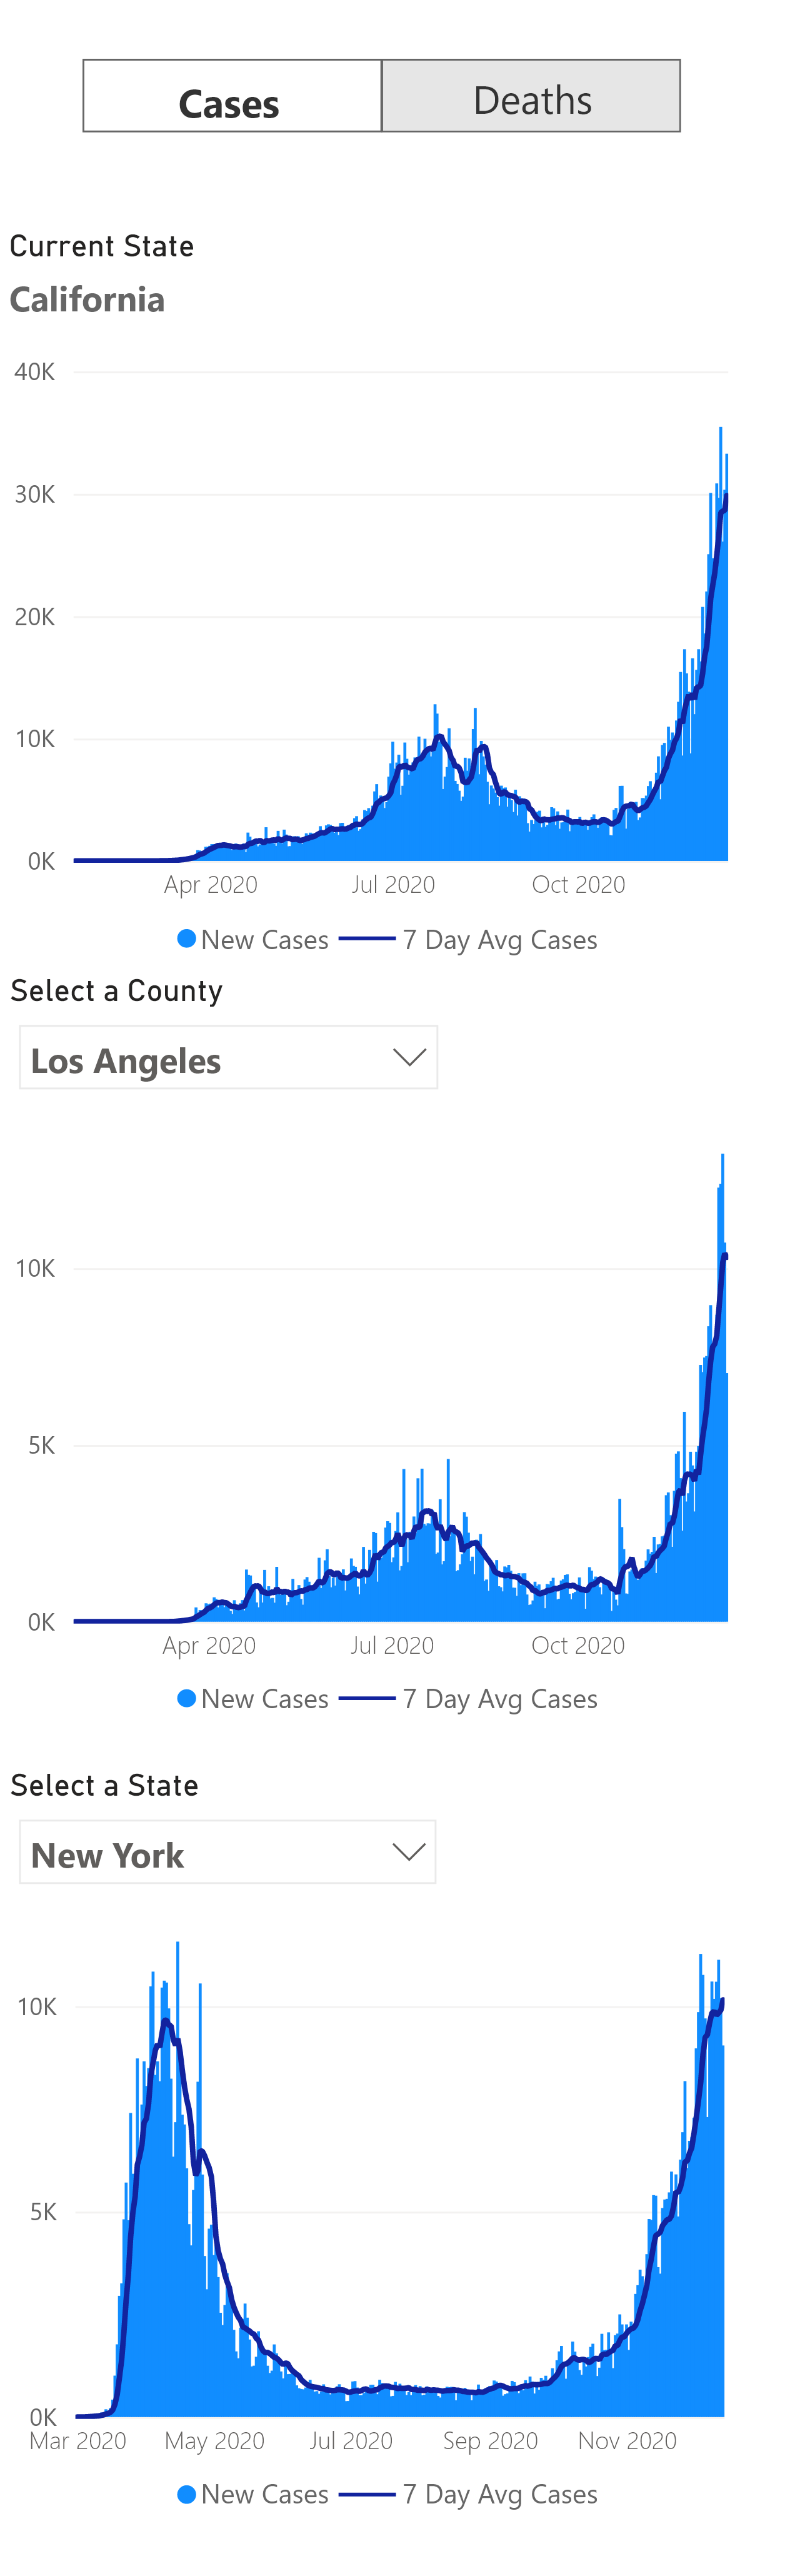 Cases Deaths
Current State
California
40K
30K
20K
10K
0K
Apr 2020 Jul 2020 Oct 2020
New Cases 7 Day Avg Cases
Select a County
Los Angeles
10K
5K
0K
Apr 2020 Jul 2020 Oct 2020
New Cases 7 Day Avg Cases
Select a State
New York
10K
5K
0K
Mar 2020 May 2020 Jul 2020 Sep 2020 Nov 2020
New Cases 7 Day Avg Cases